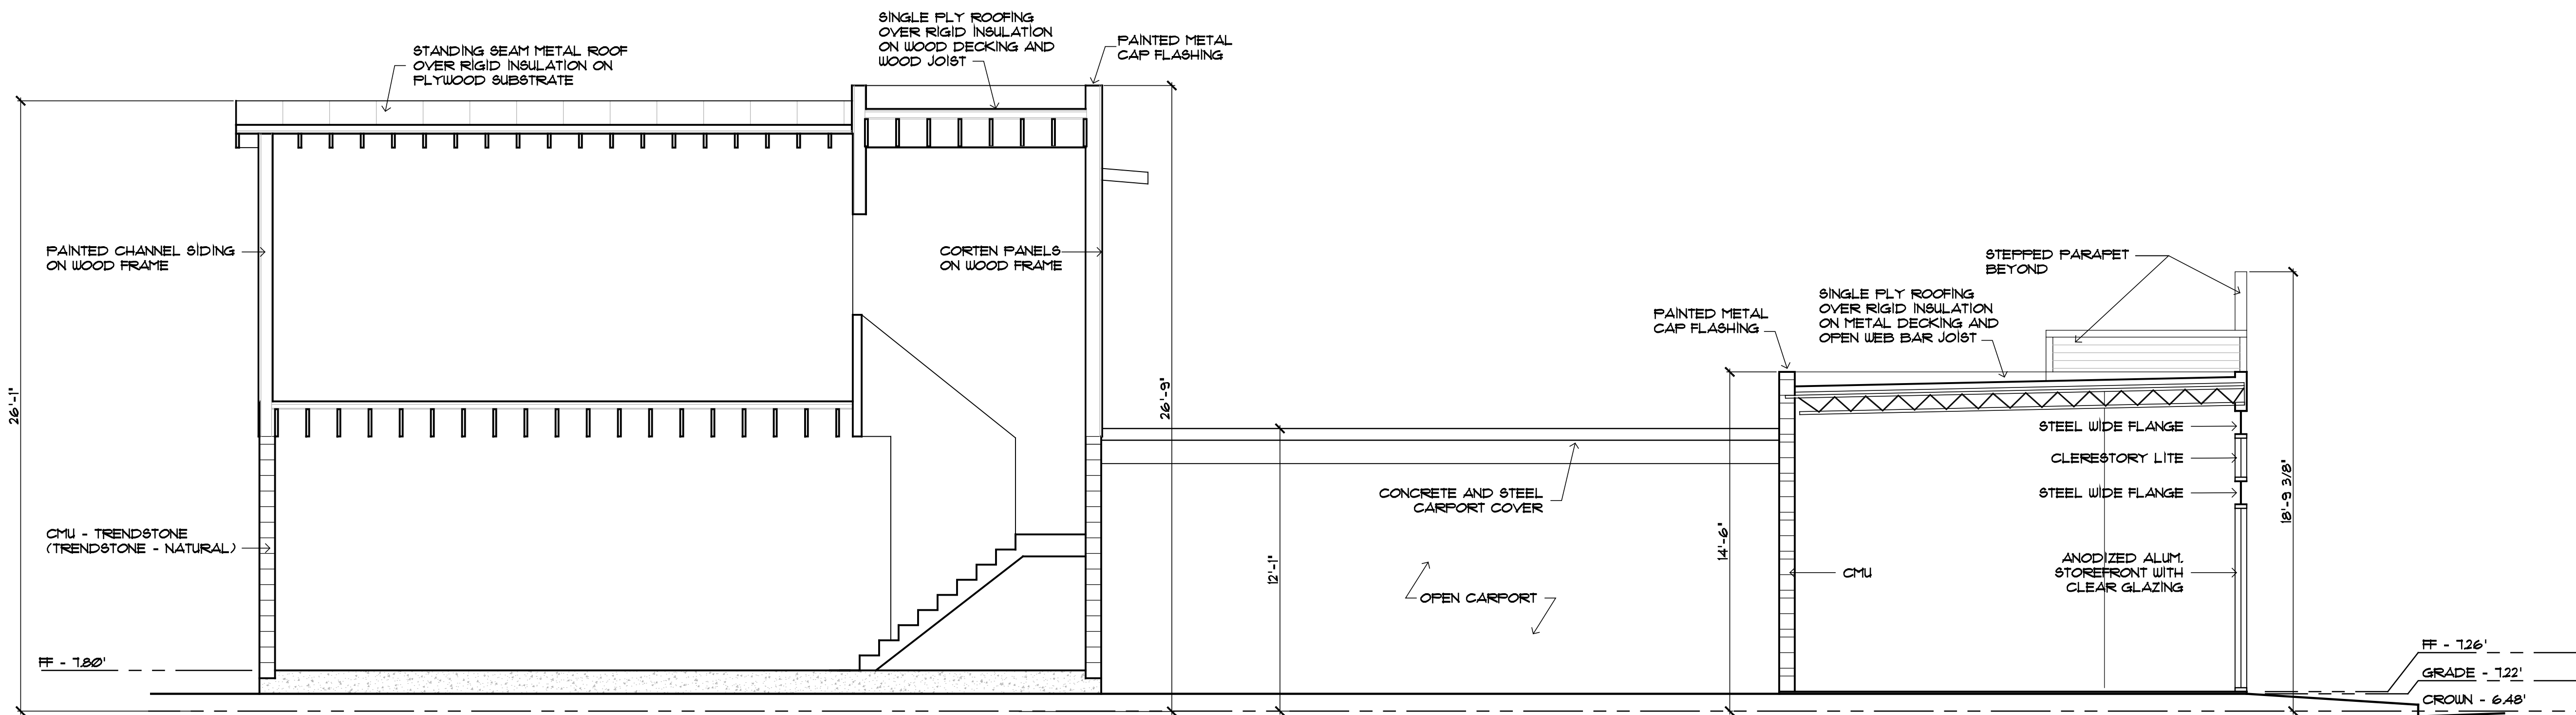 STANDING SEAM METAL ROOF
OVER RIGID INSULATION ON
PLYWOOD SUBSTRATE
SINGLE PLY ROOFING
OVER RIGID INSULATION
ON WOOD DECKING AND
WOOD JOIST
PAINTED METAL
CAP FLASHING
PAINTED CHANNEL SIDING
ON WOOD FRAME
CORTEN PANELS
ON WOOD FRAME
STEPPED PARAPET
BEYOND
SINGLE PLY ROOFING
OVER RIGID INSULATION
ON METAL DECKING AND
OPEN WEB BAR JOIST
PAINTED METAL
CAP FLASHING
26'-1"
26'-9"
STEEL WIDE FLANGE
CLERESTORY LITE
STEEL WIDE FLANGE
CONCRETE AND STEEL
CARPORT COVER
18'-9 3/8"
CMU - TRENDSTONE
(TRENDSTONE - NATURAL)
12'-1"
14'-6"
OPEN CARPORT
CMU
ANODIZED ALUM.
STOREFRONT WITH
CLEAR GLAZING
FF - 7.80'
FF - 7.26'
GRADE - 7.22'
CROWN - 6.48'